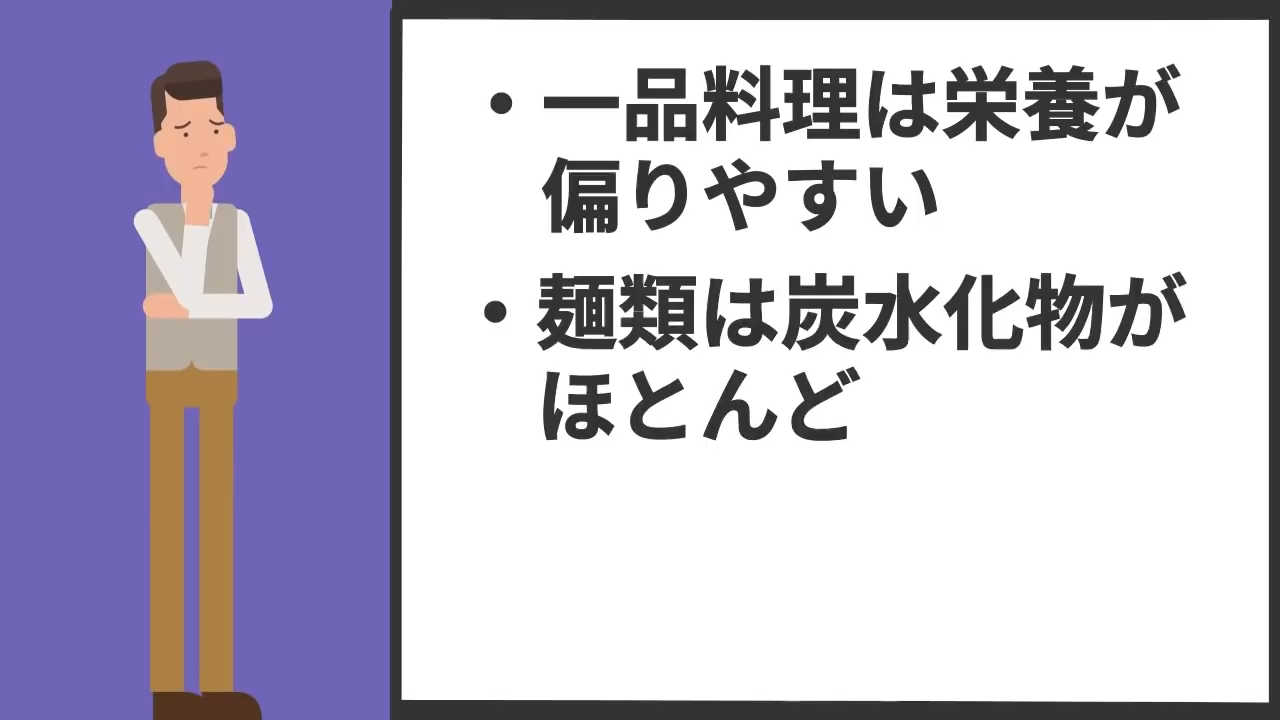 ・一品料理は栄養が
偏りやすい
・麺類は炭水化物が
ほとんど